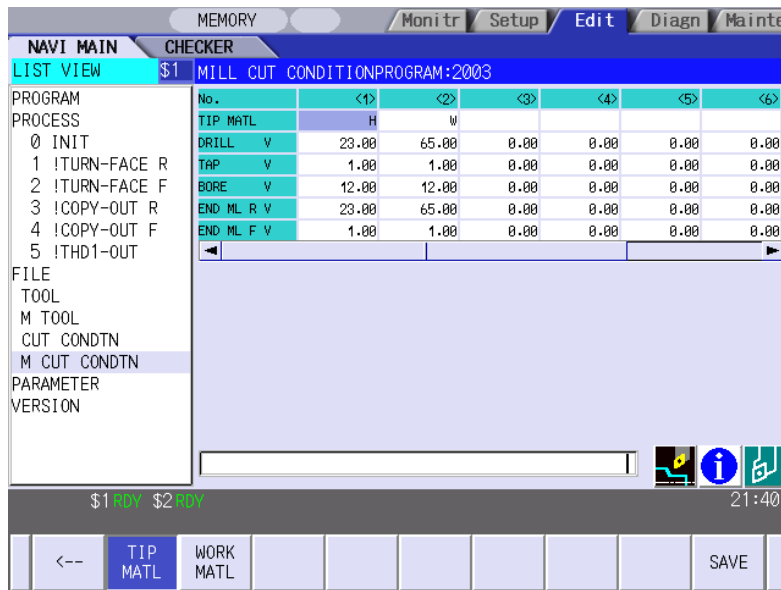 MEMORY Monitr Setup Edit Diagn Mainte
NAVI MAIN CHECKER
LIST VIEW $1 MILL CUT CONDITIONPROGRAM:2003
PROGRAM
PROCESS
0 INIT
1 !TURN-FACE R
2 !TURN-FACE F
3 !COPY-OUT R
4 !COPY-OUT F
5 !THD1-OUT
FILE
TOOL
M TOOL
CUT CONDTN
M CUT CONDTN
PARAMETER
VERSION
No. <1> <2> <3> <4> <5> <6>
TIP MATL H W
DRILL V 23.00 65.00 0.00 0.00 0.00 0.00
TAP V 1.00 1.00 0.00 0.00 0.00 0.00
BORE V 12.00 12.00 0.00 0.00 0.00 0.00
END ML R V 23.00 65.00 0.00 0.00 0.00 0.00
END ML F V 1.00 1.00 0.00 0.00 0.00 0.00
$1 RDY $2 RDY 21:40
<-- TIP MATL WORK MATL SAVE